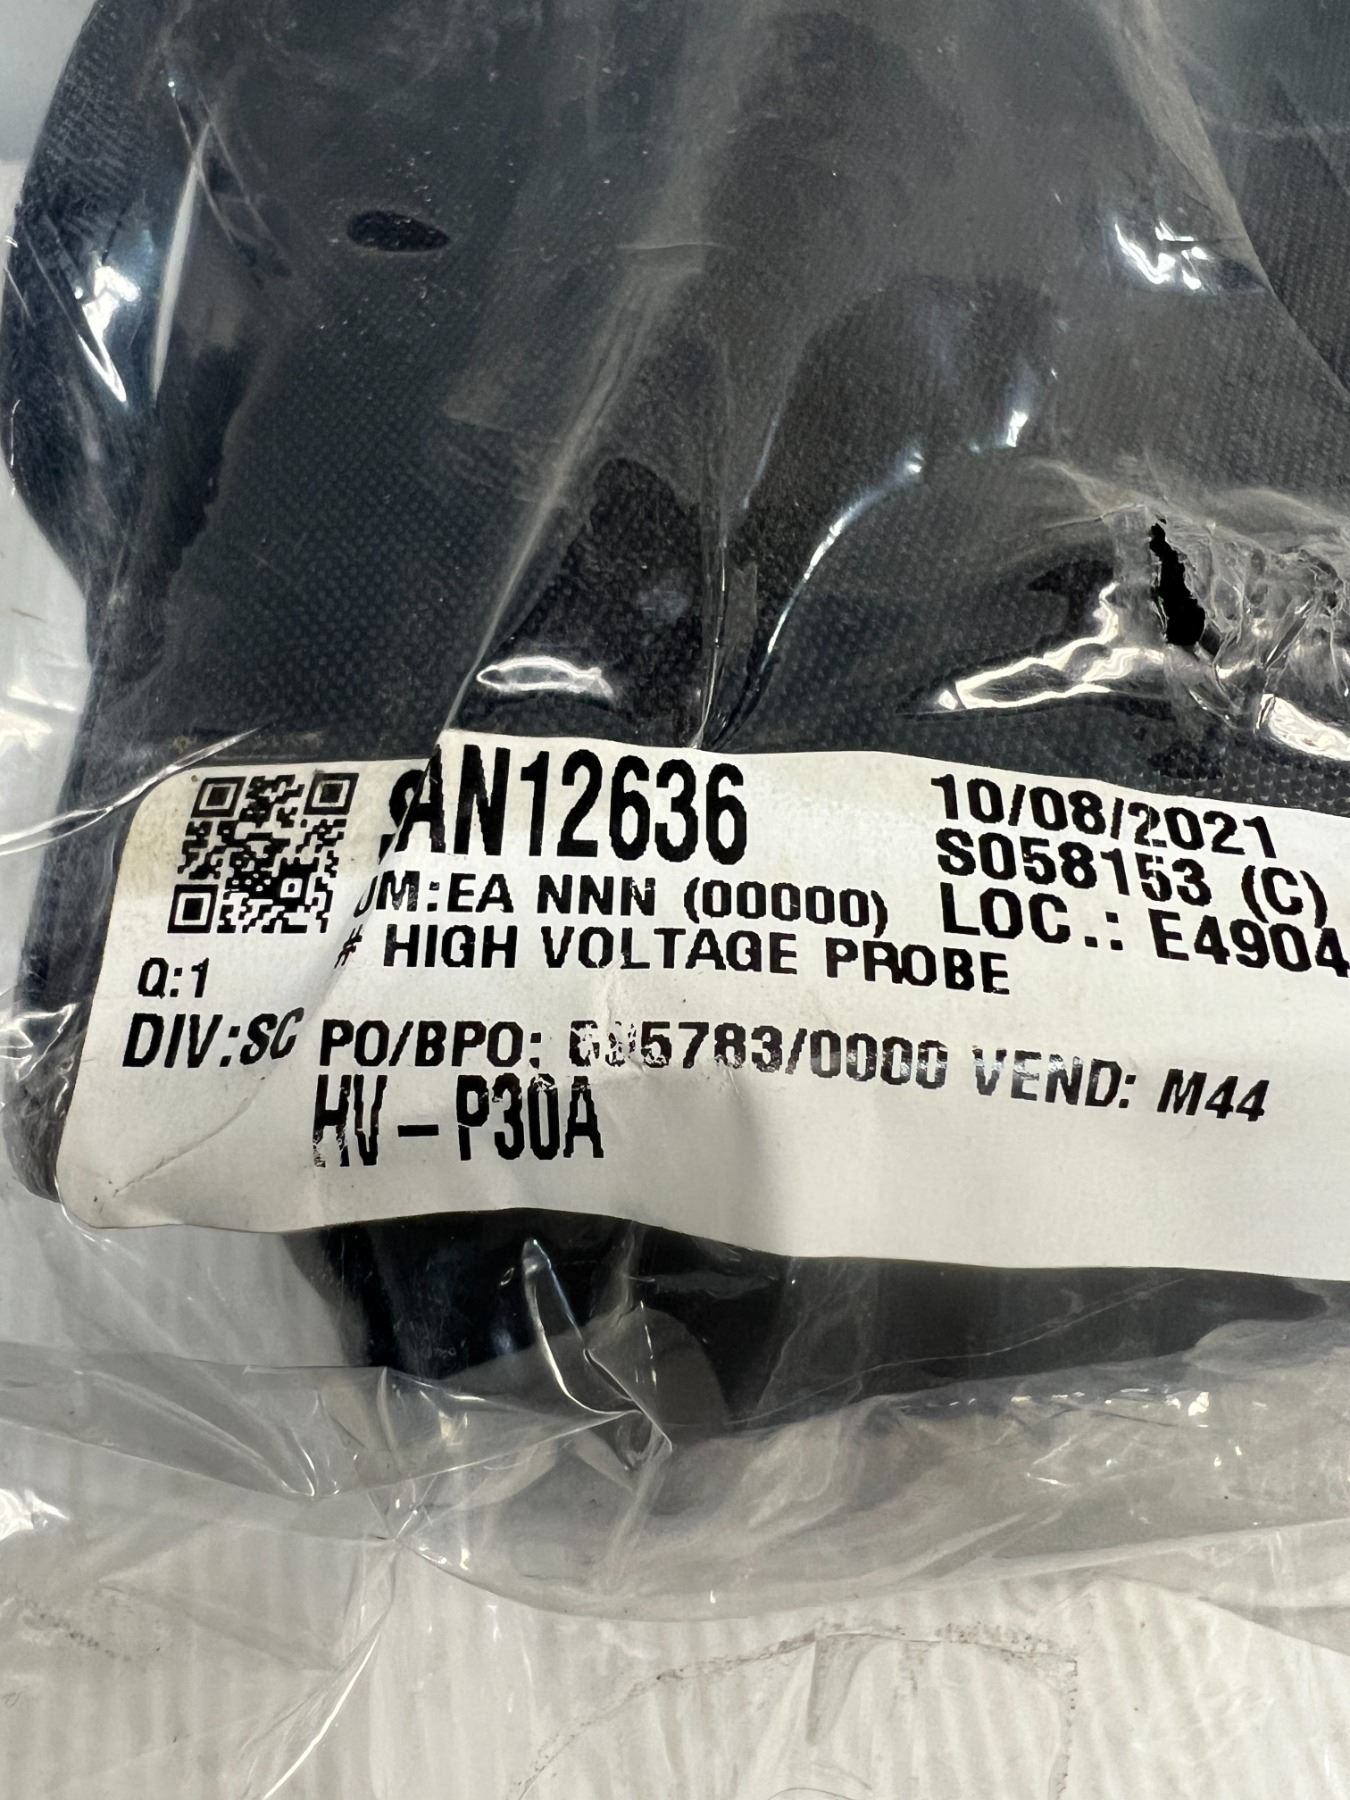 AN12636
10/08/2021
S058153 (C)
UM:EA NNN (00000)
LOC.: E4904
# HIGH VOLTAGE PROBE
Q:1
DIV:SC PO/BPO: VEND: M44
HV-P30A